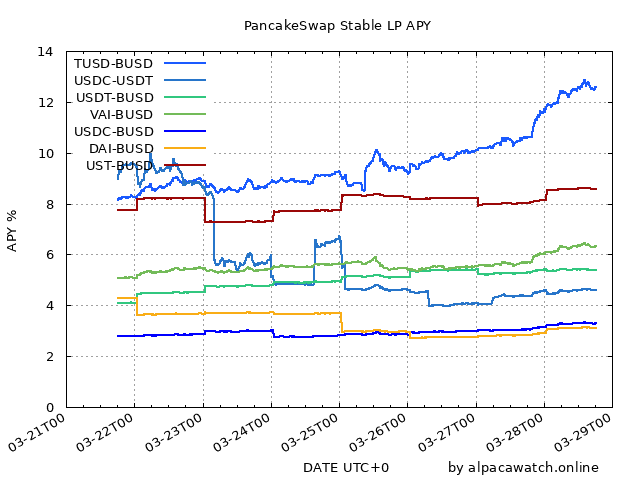 PancakeSwap Stable LP APY
APY %
14
12
10
8
6
4
2
0
TUSD-BUSD
USDC-USDT
USDT-BUSD
VAI-BUSD
USDC-BUSD
DAI-BUSD
UST-BUSD
03-21T00
03-22T00
03-23T00
03-24T00
03-25T00
03-26T00
03-27T00
03-28T00
03-29T00
DATE UTC+0
by alpacawatch.online